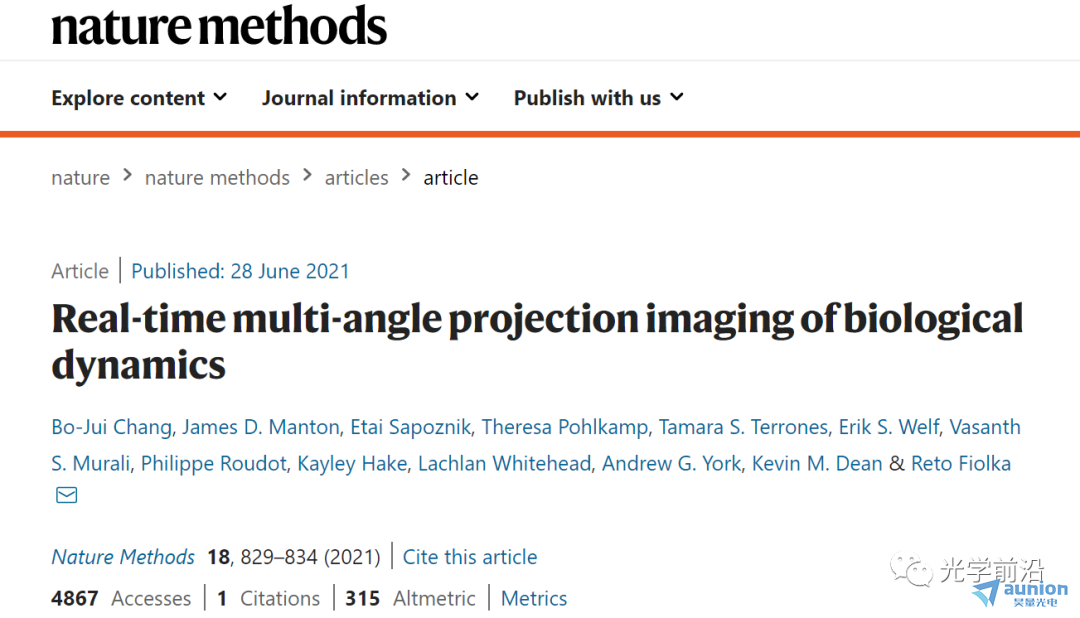 nature methods
Explore content Journal information Publish with us
nature > nature methods > articles > article
Article | Published: 28 June 2021
Real-time multi-angle projection imaging of biological
dynamics
Bo-Jui Chang, James D. Manton, Etai Sapoznik, Theresa Pohlkamp, Tamara S. Terrones, Erik S. Welf, Vasanth
S. Murali, Philippe Roudot, Kayley Hake, Lachlan Whitehead, Andrew G. York, Kevin M. Dean & Reto Fiolka
Nature Methods 18, 829–834 (2021) | Cite this article
4867 Accesses | 1 Citations | 315 Altmetric | Metrics
光学前沿
aunion
昊量光电